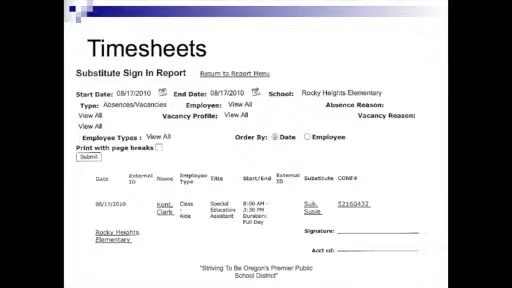 Timesheets
Substitute Sign In Report Return to Report Menu
Start Date: 08/17/2010 End Date: 08/17/2010 School: Rocky Heights Elementary
Type: Absences/Vacancies Employee: View All Absence Reason:
View All Vacancy Profile: View All Vacancy Reason:
View All
Employee Types : View All Order By: Date Employee
Print with page breaks
Submit
Date External ID Name Employee Type Title Start/End External ID Substitute CONF#
08/17/2010 Kent, Clark Class - Aide Special Education Assistant 8:00 AM - 3:30 PM Duration: Full Day Sub, Susie 52160432
Rocky Heights Elementary
Signature:
Acct cd:
"Striving To Be Oregon's Premier Public
School District"